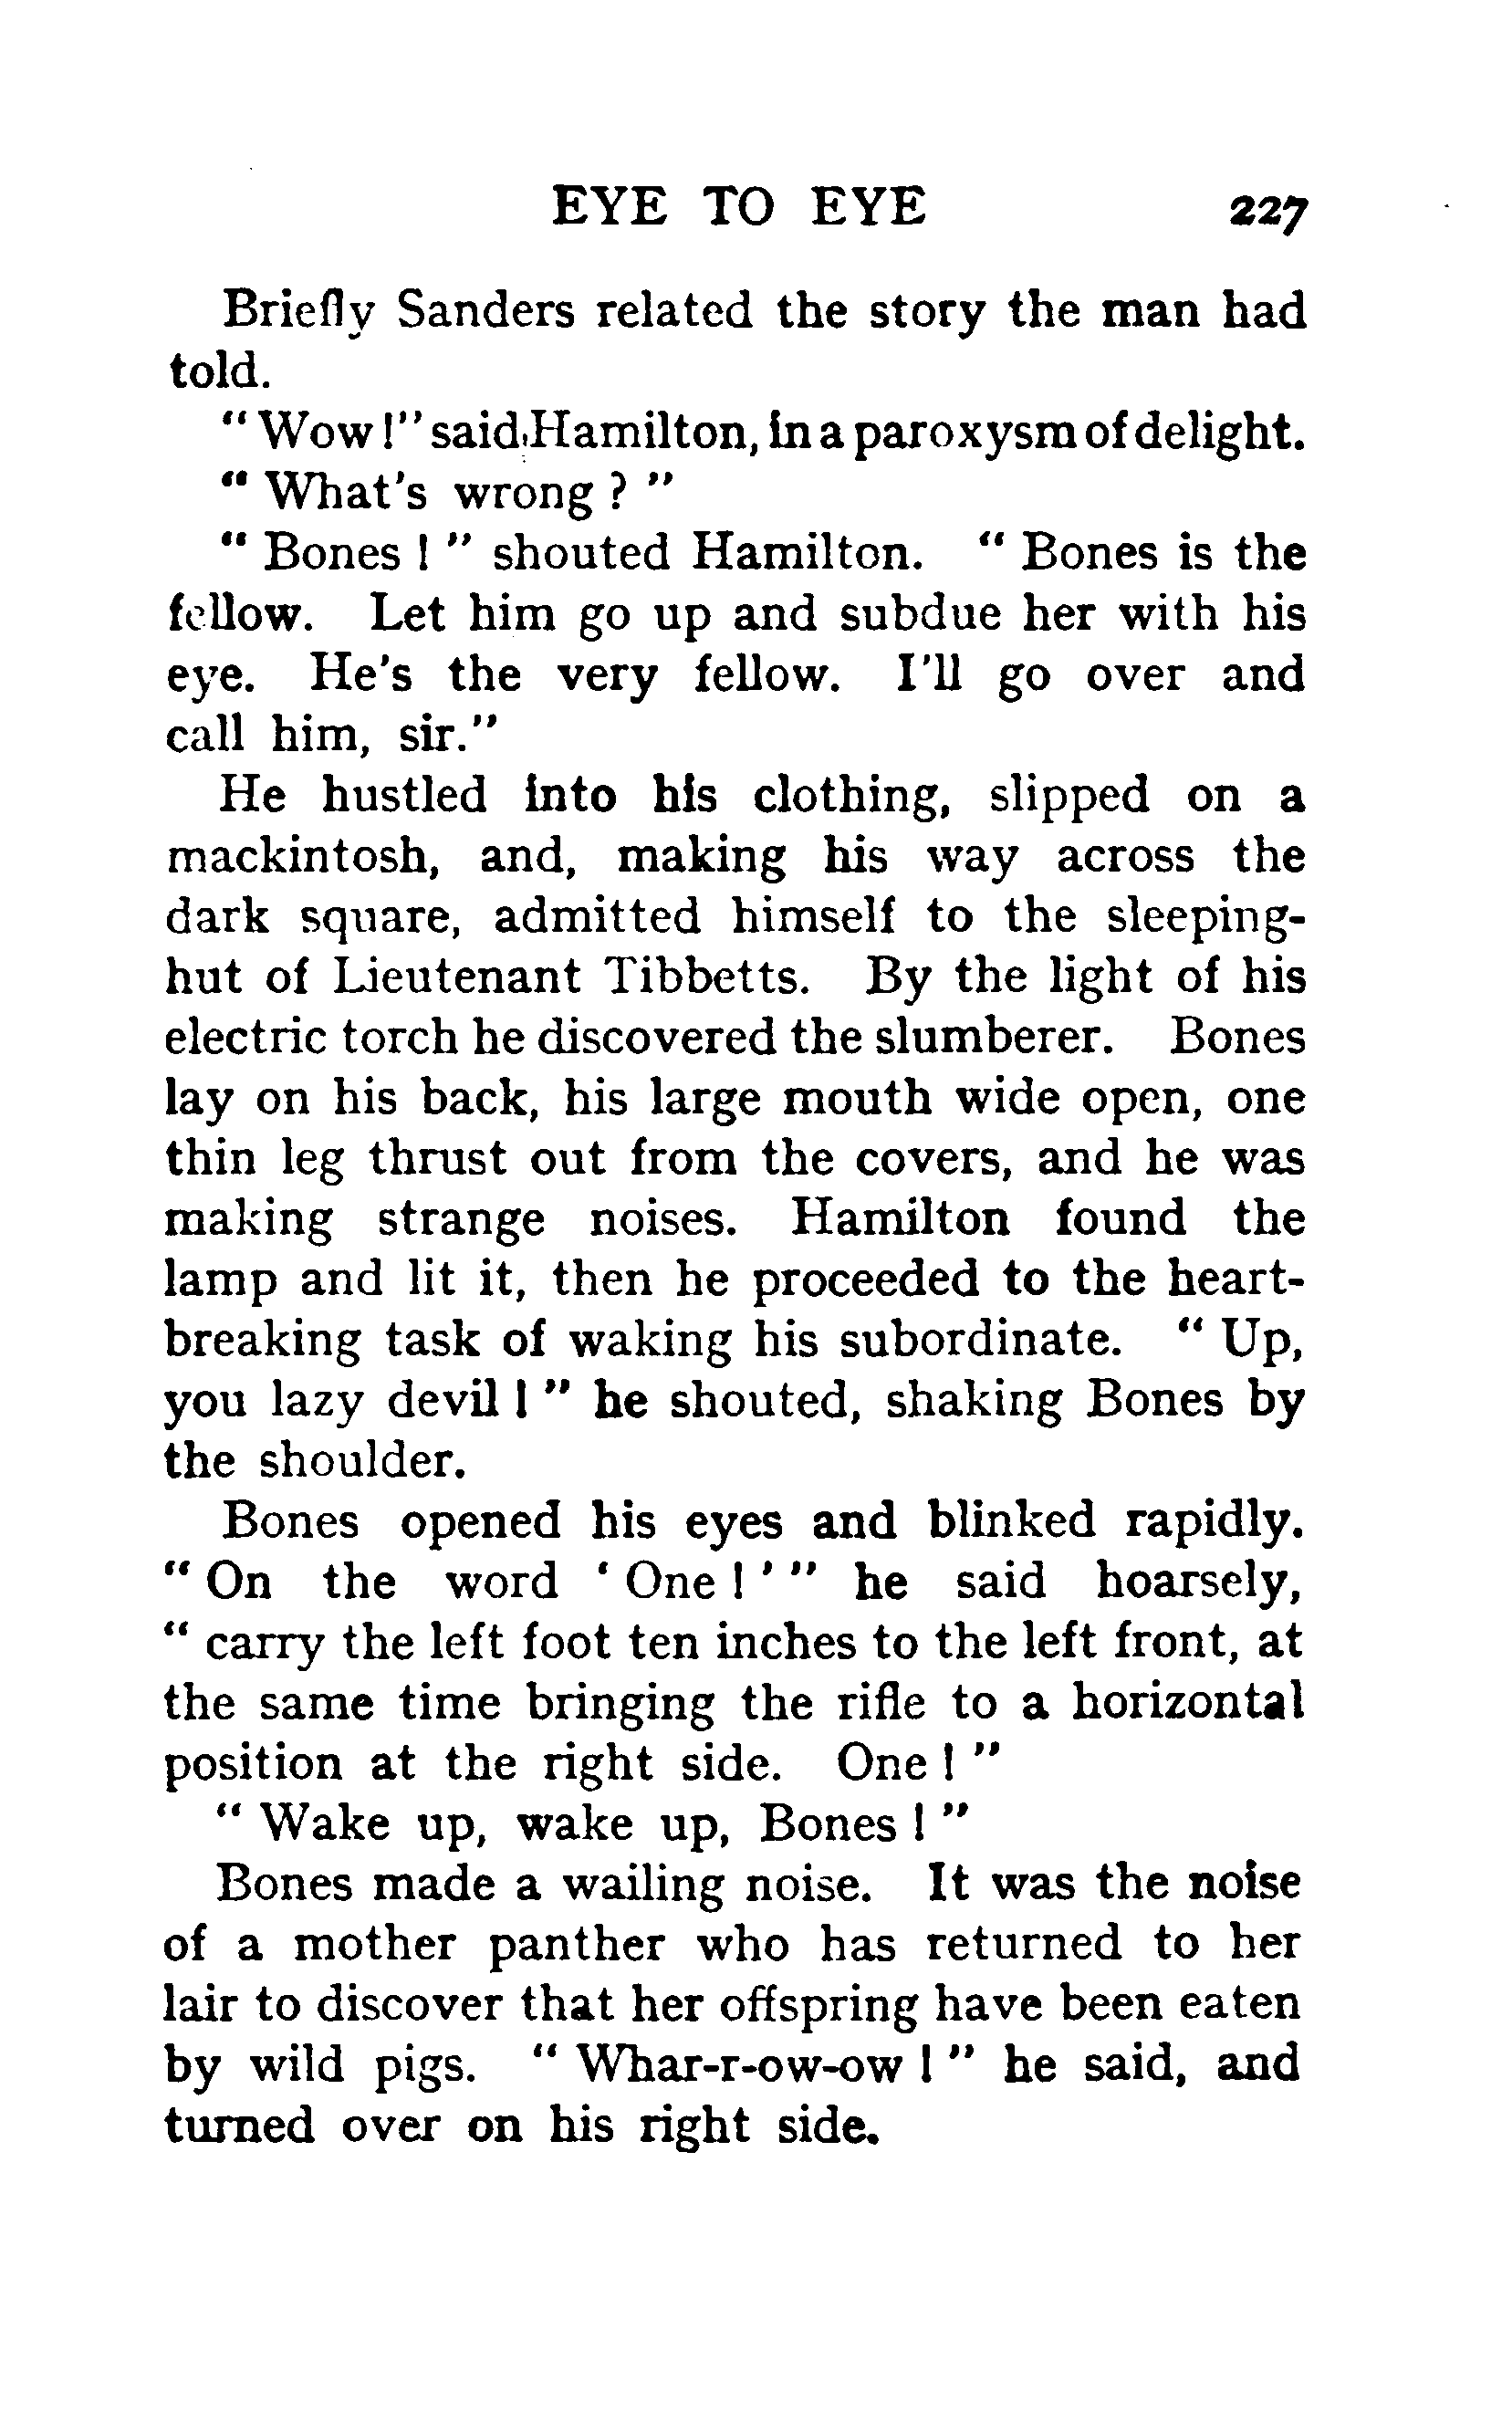 EYE TO EYE 227
Briefly Sanders related the story the man had
told.
"Wow!" said Hamilton, in a paroxysm of delight.
"What's wrong?"
"Bones!" shouted Hamilton. "Bones is the
fellow. Let him go up and subdue her with his
eye. He's the very fellow. I'll go over and
call him, sir."
He hustled into his clothing, slipped on a
mackintosh, and, making his way across the
dark square, admitted himself to the sleeping-
hut of Lieutenant Tibbetts. By the light of his
electric torch he discovered the slumberer. Bones
lay on his back, his large mouth wide open, one
thin leg thrust out from the covers, and he was
making strange noises. Hamilton found the
lamp and lit it, then he proceeded to the heart-
breaking task of waking his subordinate. "Up,
you lazy devil!" he shouted, shaking Bones by
the shoulder.
Bones opened his eyes and blinked rapidly.
"On the word 'One!'" he said hoarsely,
"carry the left foot ten inches to the left front, at
the same time bringing the rifle to a horizontal
position at the right side. One!"
"Wake up, wake up, Bones!"
Bones made a wailing noise. It was the noise
of a mother panther who has returned to her
lair to discover that her offspring have been eaten
by wild pigs. "Whar-r-ow-ow!" he said, and
turned over on his right side.